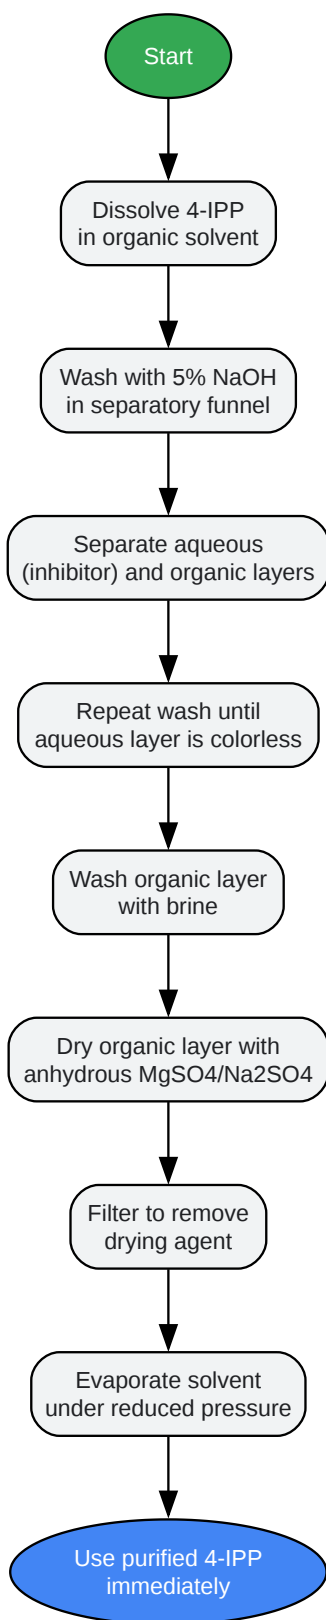 Start
Dissolve 4-IPP
in organic solvent
Wash with 5% NaOH
in separatory funnel
Separate aqueous
(inhibitor) and organic layers
Repeat wash until
aqueous layer is colorless
Wash organic layer
with brine
Dry organic layer with
anhydrous MgSO4/Na2SO4
Filter to remove
drying agent
Evaporate solvent
under reduced pressure
Use purified 4-IPP
immediately